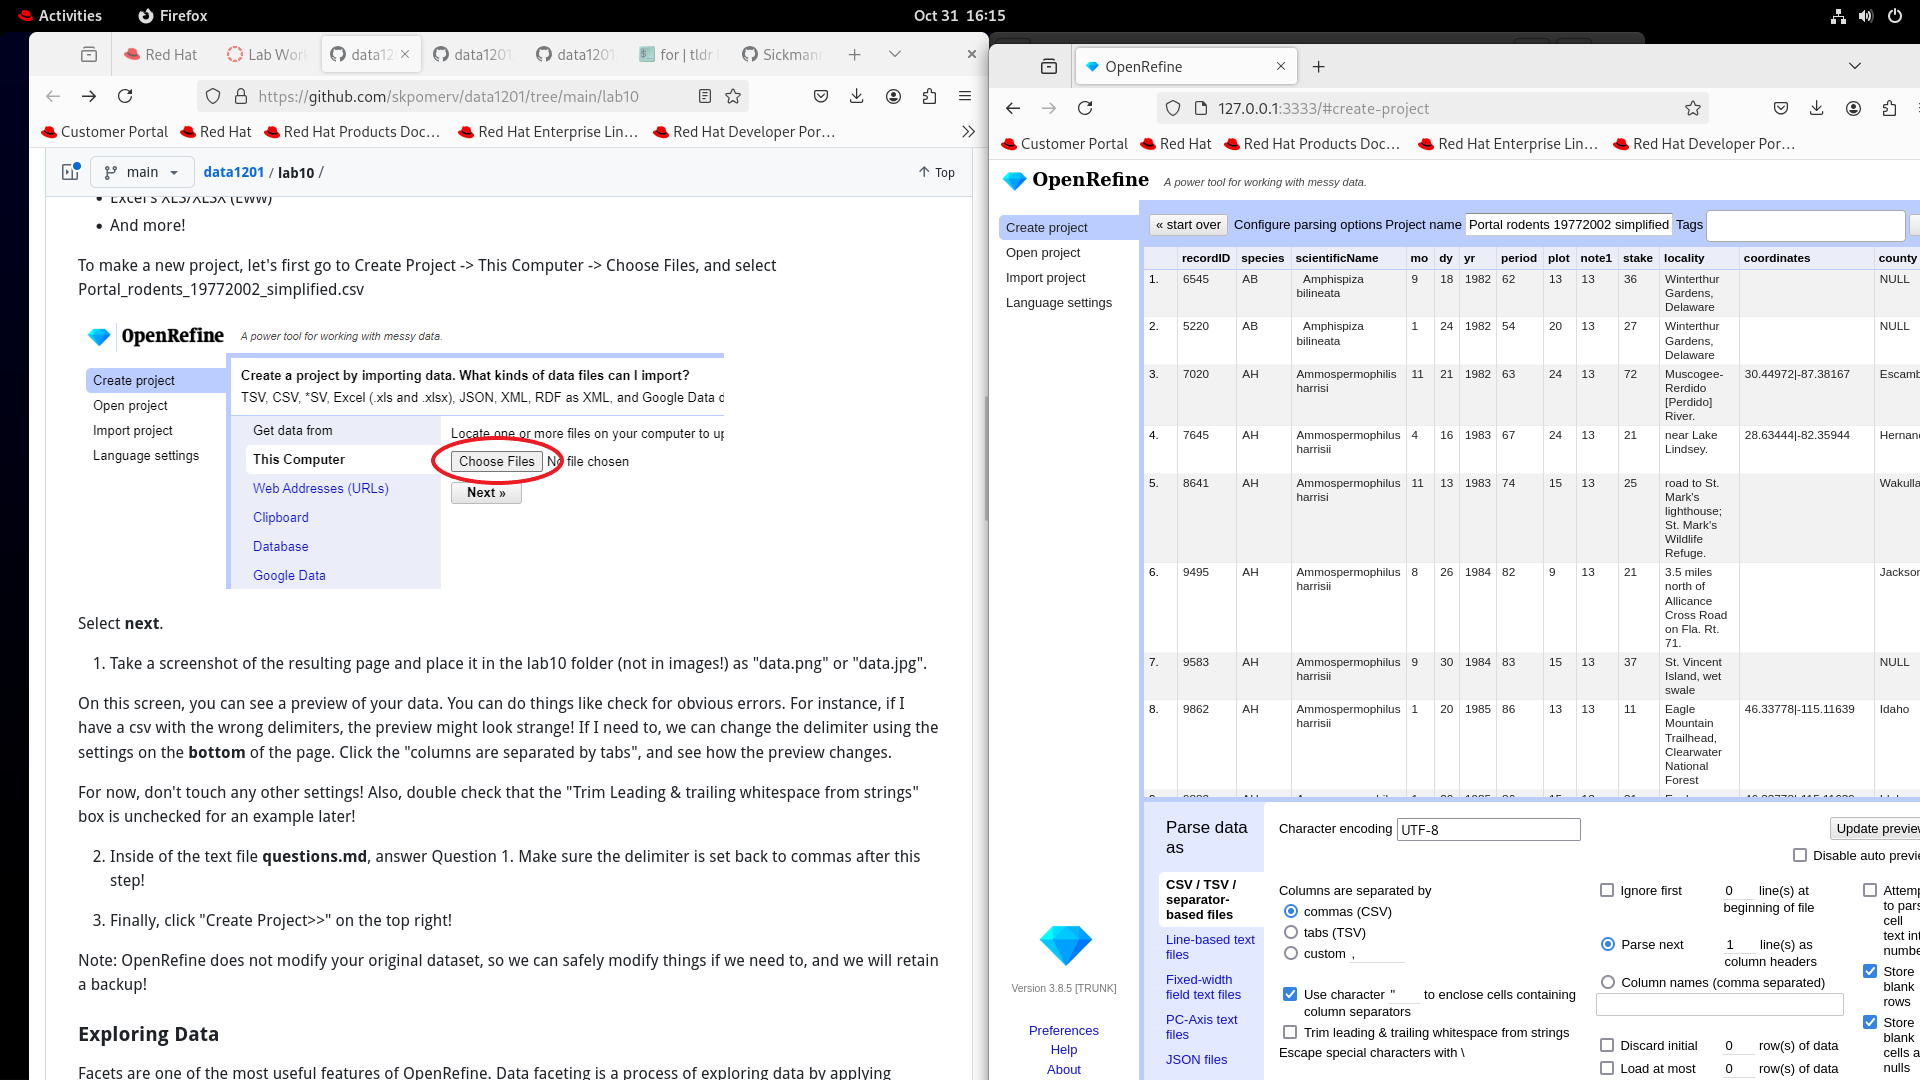 Activities
Firefox
Oct 31 16:15
Red Hat
Lab Wor
data12
data1201
data1201
for | tldr
Sickmann
https://github.com/skpomerv/data1201/tree/main/lab10
Customer Portal
Red Hat
Red Hat Products Doc…
Red Hat Enterprise Lin…
Red Hat Developer Por…
main
data1201 / lab10 /
Top
Excel's XLS/XLSX (Eww)
And more!
To make a new project, let's first go to Create Project -> This Computer -> Choose Files, and select
Portal_rodents_19772002_simplified.csv
OpenRefine
A power tool for working with messy data.
Create project
Open project
Import project
Language settings
Create a project by importing data. What kinds of data files can I import?
TSV, CSV, *SV, Excel (.xls and .xlsx), JSON, XML, RDF as XML, and Google Data d
Get data from
This Computer
Web Addresses (URLs)
Clipboard
Database
Google Data
Locate one or more files on your computer to up
Choose Files
No file chosen
Next »
Select next.
1. Take a screenshot of the resulting page and place it in the lab10 folder (not in images!) as "data.png" or "data.jpg".
On this screen, you can see a preview of your data. You can do things like check for obvious errors. For instance, if I
have a csv with the wrong delimiters, the preview might look strange! If I need to, we can change the delimiter using the
settings on the bottom of the page. Click the "columns are separated by tabs", and see how the preview changes.
For now, don't touch any other settings! Also, double check that the "Trim Leading & trailing whitespace from strings"
box is unchecked for an example later!
2. Inside of the text file questions.md, answer Question 1. Make sure the delimiter is set back to commas after this
step!
3. Finally, click "Create Project>>" on the top right!
Note: OpenRefine does not modify your original dataset, so we can safely modify things if we need to, and we will retain
a backup!
Exploring Data
Facets are one of the most useful features of OpenRefine. Data faceting is a process of exploring data by applying
OpenRefine
127.0.0.1:3333/#create-project
Customer Portal
Red Hat
Red Hat Products Doc…
Red Hat Enterprise Lin…
Red Hat Developer Por…
OpenRefine
A power tool for working with messy data.
Create project
Open project
Import project
Language settings
« start over
Configure parsing options
Project name
Portal rodents 19772002 simplified
Tags
recordID species scientificName mo dy yr period plot note1 stake locality coordinates county
1. 6545 AB Amphispiza 9 18 1982 62 13 13 36 Winterthur NULL
bilineata Gardens,
Delaware
2. 5220 AB Amphispiza 1 24 1982 54 20 13 27 Winterthur NULL
bilineata Gardens,
Delaware
3. 7020 AH Ammospermophilis 11 21 1982 63 24 13 72 Muscogee- 30.44972|-87.38167 Escamb
harrisi Rerdido
[Perdido]
River.
4. 7645 AH Ammospermophilus 4 16 1983 67 24 13 21 near Lake 28.63444|-82.35944 Hernand
harrisii Lindsey.
5. 8641 AH Ammospermophilus 11 13 1983 74 15 13 25 road to St. Wakulla
harrisi Mark's
lighthouse;
St. Mark's
Wildlife
Refuge.
6. 9495 AH Ammospermophilus 8 26 1984 82 9 13 21 3.5 miles Jackson
harrisii north of
Allicance
Cross Road
on Fla. Rt.
71.
7. 9583 AH Ammospermophilus 9 30 1984 83 15 13 37 St. Vincent NULL
harrisii Island, wet
swale
8. 9862 AH Ammospermophilus 1 20 1985 86 13 13 11 Eagle 46.33778|-115.11639 Idaho
harrisii Mountain
Trailhead,
Clearwater
National
Forest
Parse data
as
CSV / TSV /
separator-
based files
Line-based text
files
Fixed-width
field text files
PC-Axis text
files
JSON files
Character encoding
UTF-8
Update preview
Disable auto previe
Columns are separated by
commas (CSV)
tabs (TSV)
custom ,
Use character " to enclose cells containing
column separators
Trim leading & trailing whitespace from strings
Escape special characters with \
Ignore first 0 line(s) at
beginning of file
Parse next 1 line(s) as
column headers
Column names (comma separated)
Discard initial 0 row(s) of data
Load at most 0 row(s) of data
Attemp
to pars
cell
text int
numbe
Store
blank
rows
Store
blank
cells a
nulls
Version 3.8.5 [TRUNK]
Preferences
Help
About